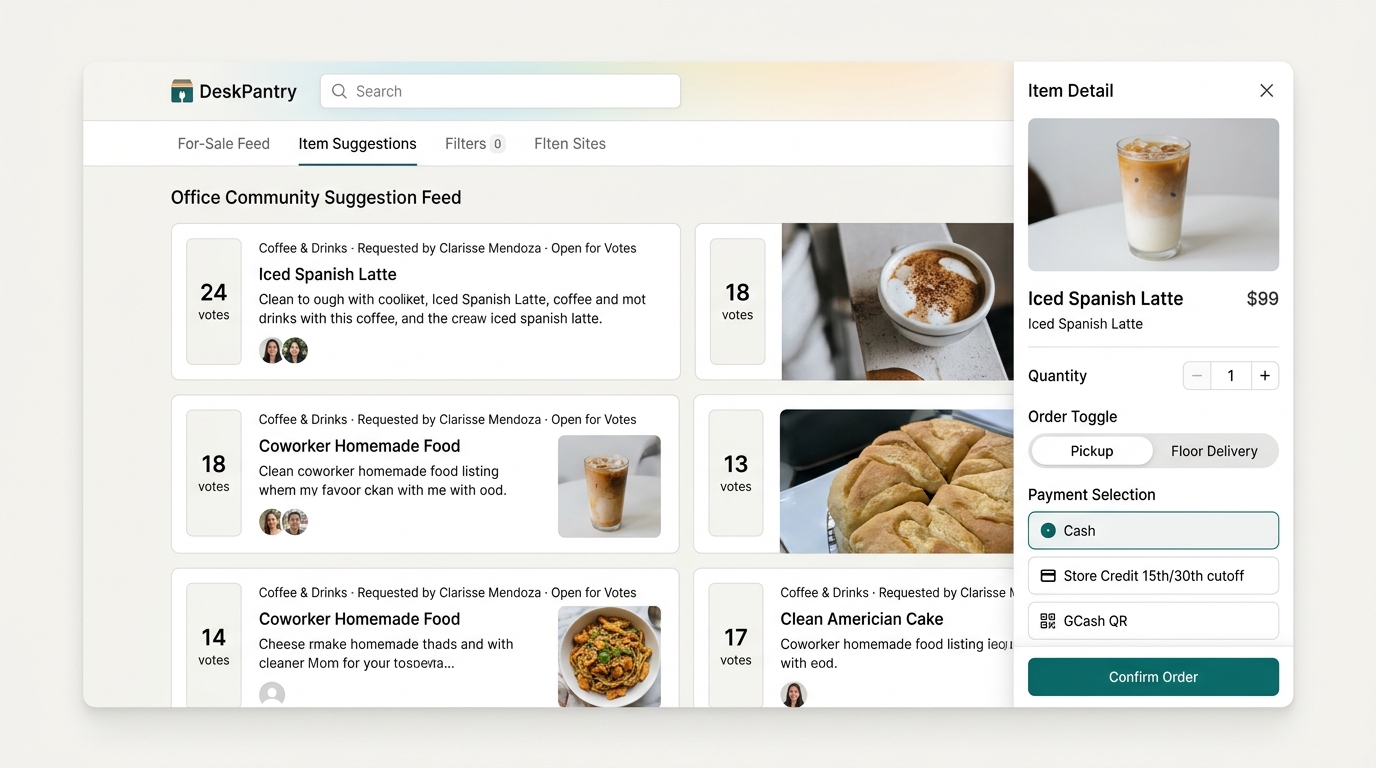 DeskPantry
Search
For-Sale Feed
Item Suggestions
Filters 0
FIten Sites
Office Community Suggestion Feed
24
votes
Coffee & Drinks · Requested by Clarisse Mendoza · Open for Votes
Iced Spanish Latte
Clean to ough with cooliket, Iced Spanish Latte, coffee and mot
drinks with this coffee, and the creaw iced spanish latte.
18
votes
18
votes
Coffee & Drinks · Requested by Clarisse Mendoza · Open for Votes
Coworker Homemade Food
Clean coworker homemade food listing
whem my favoor ckan with me with ood.
13
votes
14
votes
Coffee & Drinks · Requested by Clarisse Mendoza · Open for Votes
Coworker Homemade Food
Cheese rmake homemade thads and with
cleaner Mom for your
17
votes
Coffee & Drinks · Requested by Clarisse
Clean Americian Cake
Coworker homemade food listing
with eod.
Item Detail
Iced Spanish Latte
$99
Iced Spanish Latte
Quantity
− 1 +
Order Toggle
Pickup
Floor Delivery
Payment Selection
Cash
Store Credit 15th/30th cutoff
GCash QR
Confirm Order